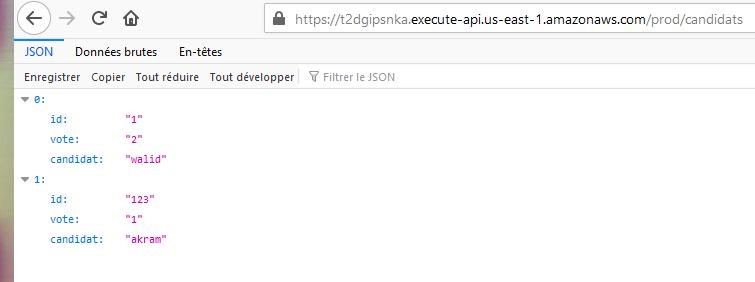 https://t2dgipsnka.execute-api.us-east-1.amazonaws.com/prod/candidats
JSON Données brutes En-têtes
Enregistrer Copier Tout réduire Tout développer Filtrer le JSON
0:
id: "1"
vote: "2"
candidat: "walid"
1:
id: "123"
vote: "1"
candidat: "akram"